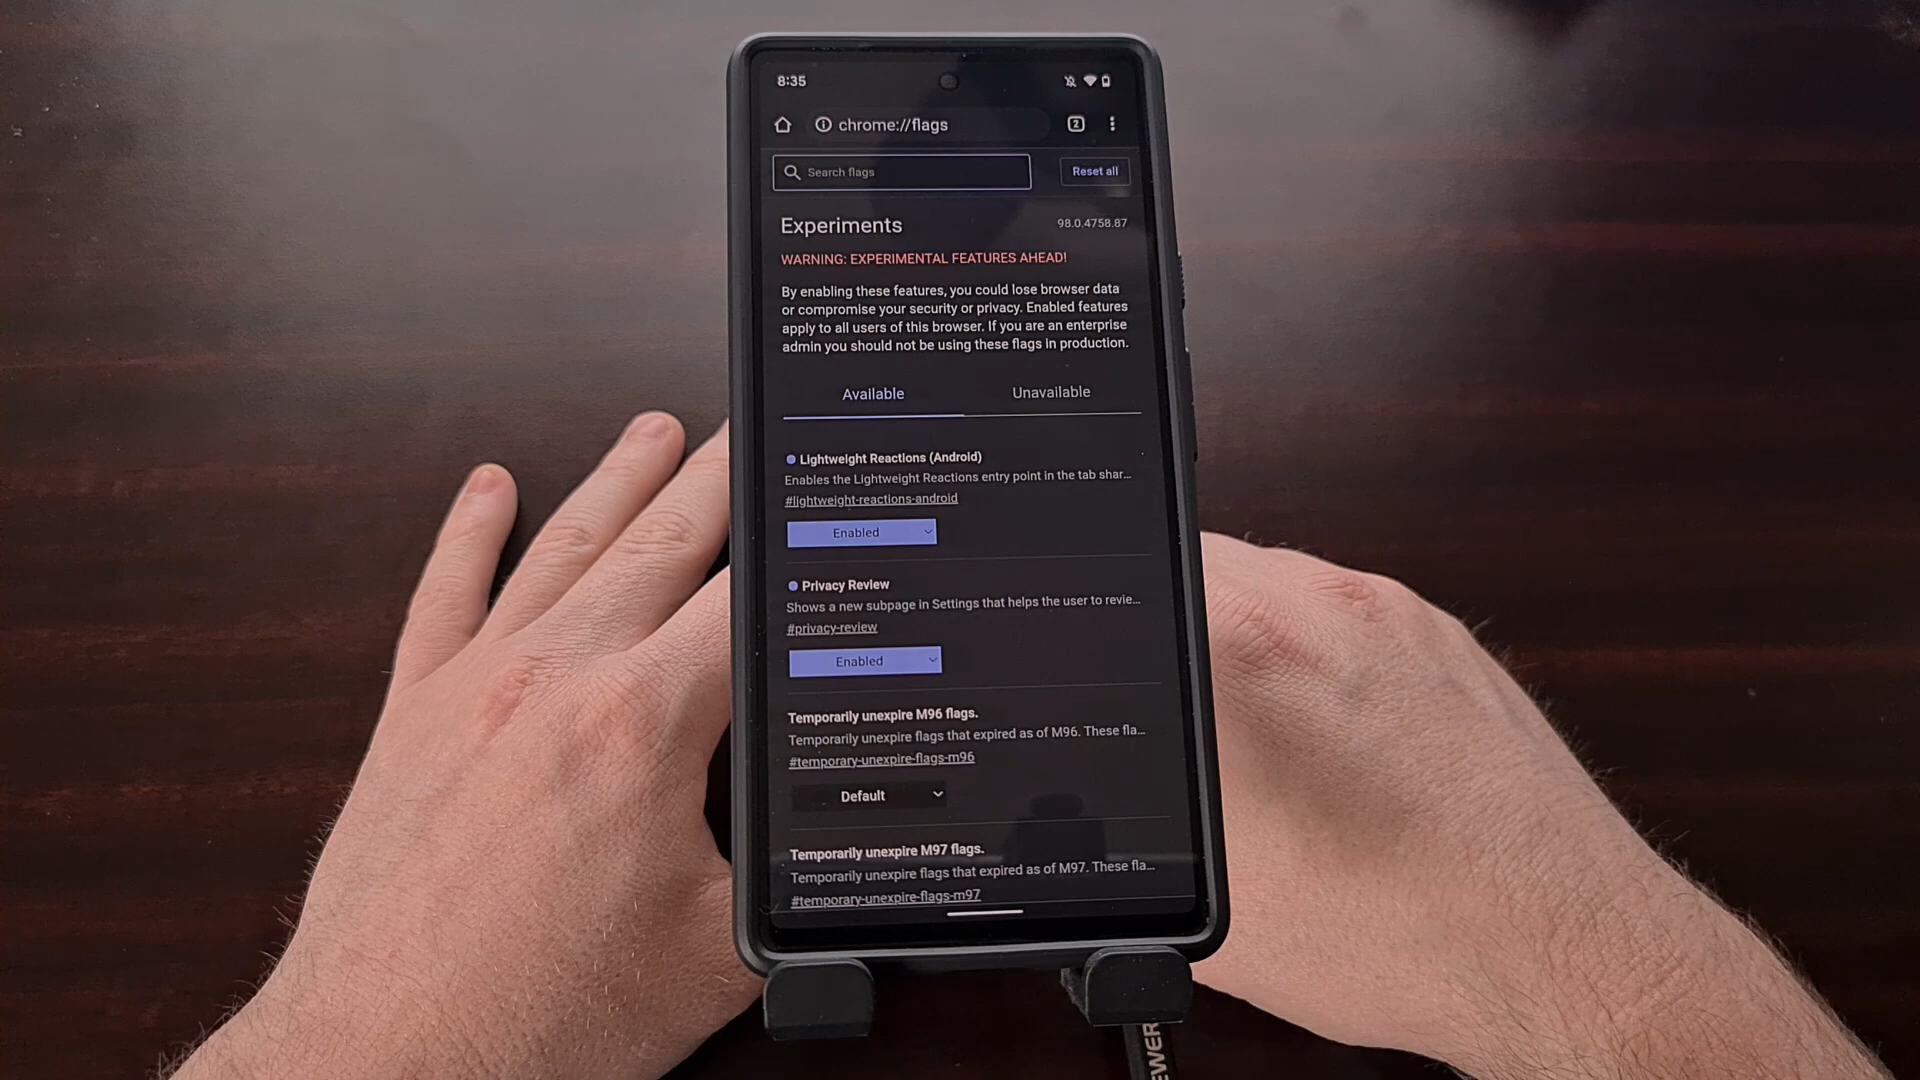 8:35
chrome://flags
2
Search flags
Reset all
Experiments
98.0.4758.87
WARNING: EXPERIMENTAL FEATURES AHEAD!
By enabling these features, you could lose browser data
or compromise your security or privacy. Enabled features
apply to all users of this browser. If you are an enterprise
admin you should not be using these flags in production.
Available
Unavailable
Lightweight Reactions (Android)
Enables the Lightweight Reactions entry point in the tab shar...
#lightweight-reactions-android
Enabled
Privacy Review
Shows a new subpage in Settings that helps the user to revie...
#privacy-review
Enabled
Temporarily unexpire M96 flags.
Temporarily unexpire flags that expired as of M96. These fla...
#temporary-unexpire-flags-m96
Default
Temporarily unexpire M97 flags.
Temporarily unexpire flags that expired as of M97. These fla...
#temporary-unexpire-flags-m97
EWER